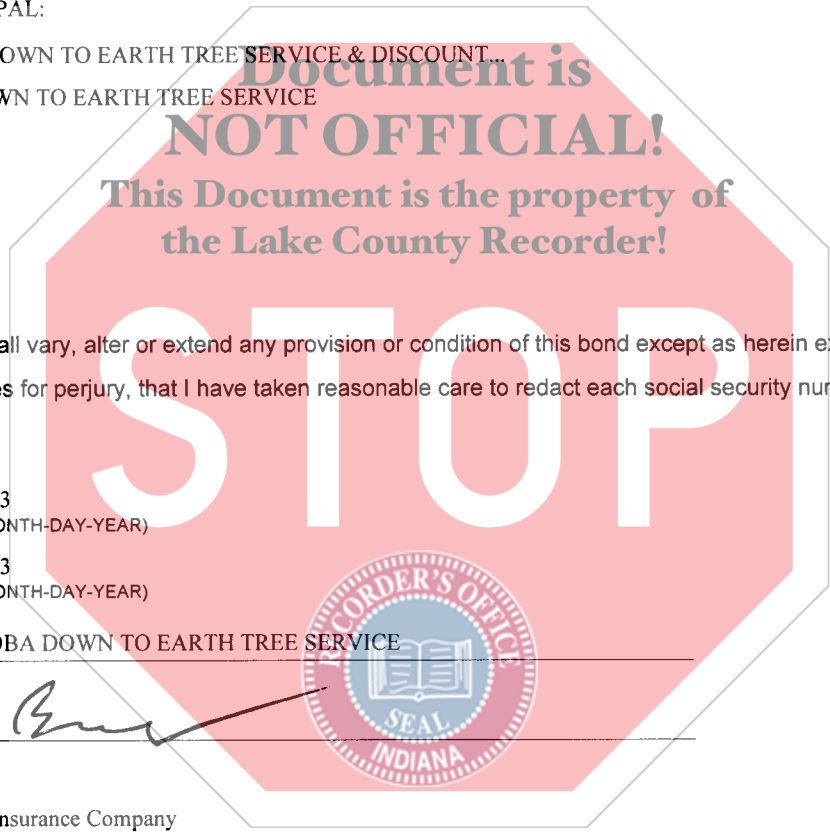 PAL:
OWN TO EARTH TREE SERVICE & DISCOUNT...
Document is
WN TO EARTH TREE SERVICE
NOT OFFICIAL!
This Document is the property of
the Lake County Recorder!
STOP
all vary, alter or extend any provision or condition of this bond except as herein ex
es for perjury, that I have taken reasonable care to redact each social security nu
3
ONTH-DAY-YEAR)
3
ONTH-DAY-YEAR)
DBA DOWN TO EARTH TREE SERVICE
RECORDER'S OFFICE
SEAL
INDIANA
nsurance Company